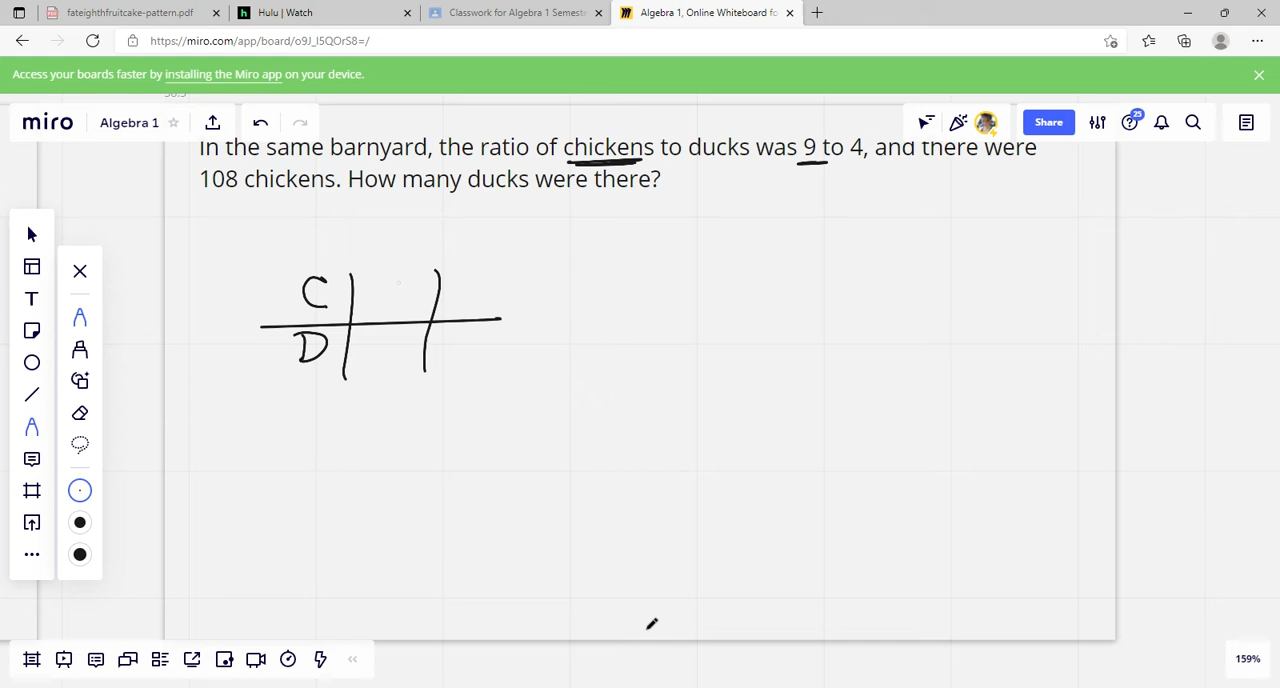 fateighthfruitcake-pattern.pdf
Hulu | Watch
Classwork for Algebra 1 Semest
Algebra 1, Online Whiteboard fo
https://miro.com/app/board/o9J_l5QOrS8=/
Access your boards faster by installing the Miro app on your device.
miro
Algebra 1
Share
25
In the same barnyard, the ratio of chickens to ducks was 9 to 4, and there were
108 chickens. How many ducks were there?
C
D
159%